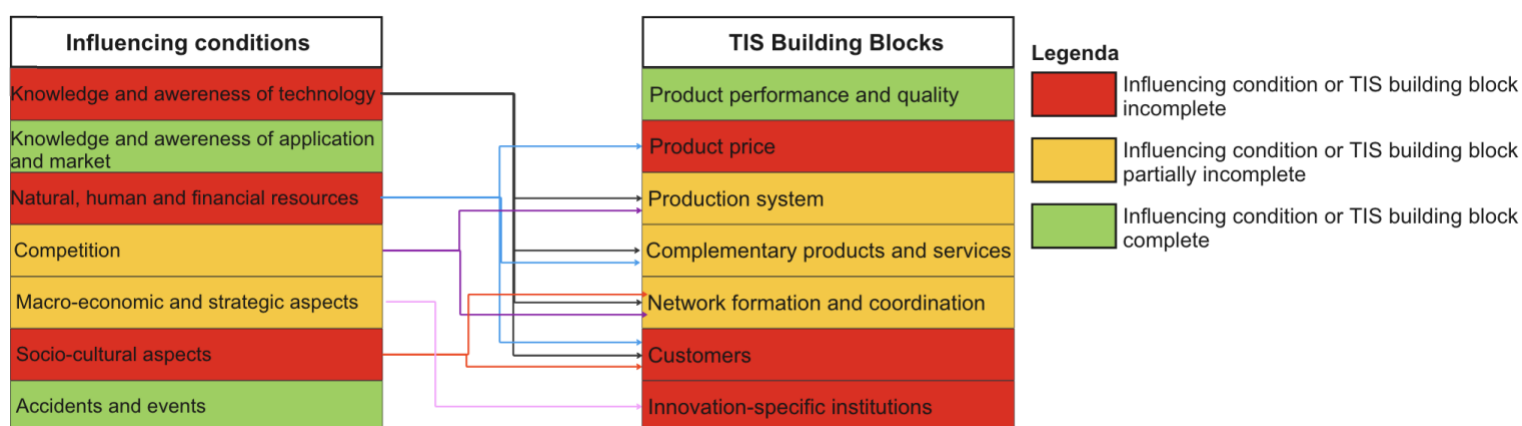 Influencing conditions
Knowledge and awereness of technology
Knowledge and awereness of application
and market
Natural, human and financial resources
Competition
Macro-economic and strategic aspects
Socio-cultural aspects
Accidents and events
TIS Building Blocks
Product performance and quality
Product price
Production system
Complementary products and services
Network formation and coordination
Customers
Innovation-specific institutions
Legenda
Influencing condition or TIS building block
incomplete
Influencing condition or TIS building block
partially incomplete
Influencing condition or TIS building block
complete